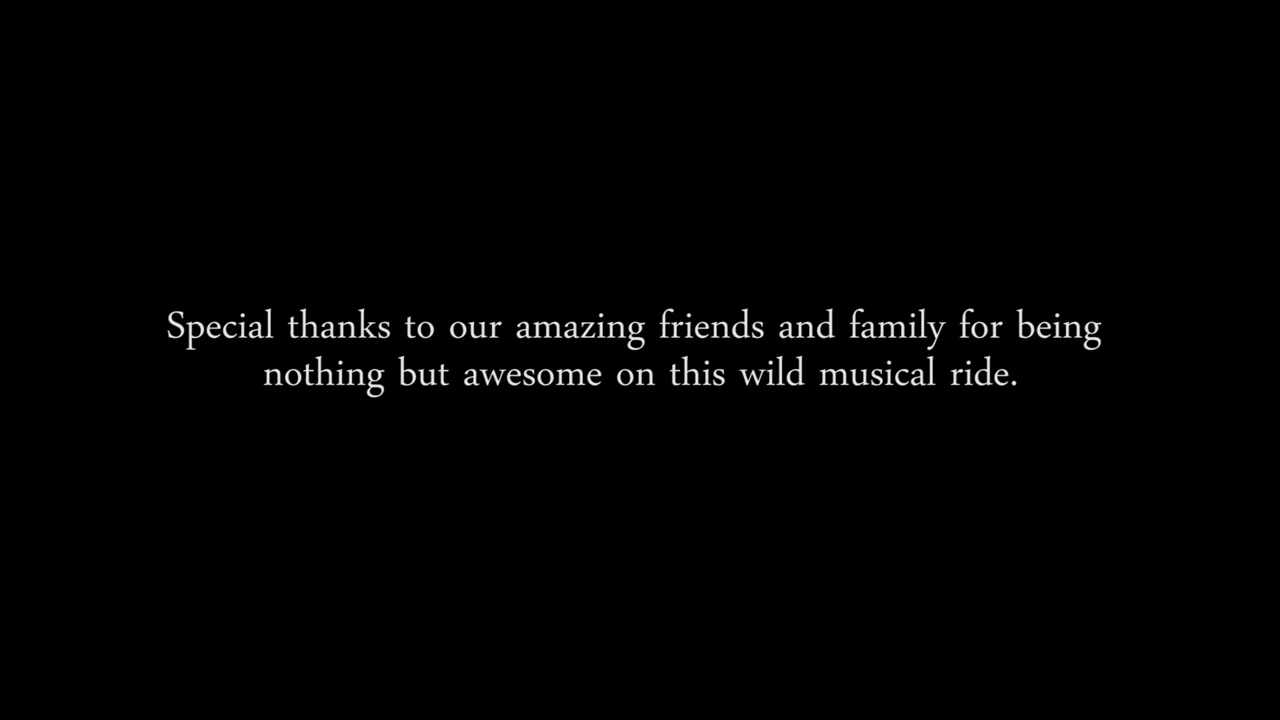 Special thanks to our amazing friends and family for being
nothing but awesome on this wild musical ride.